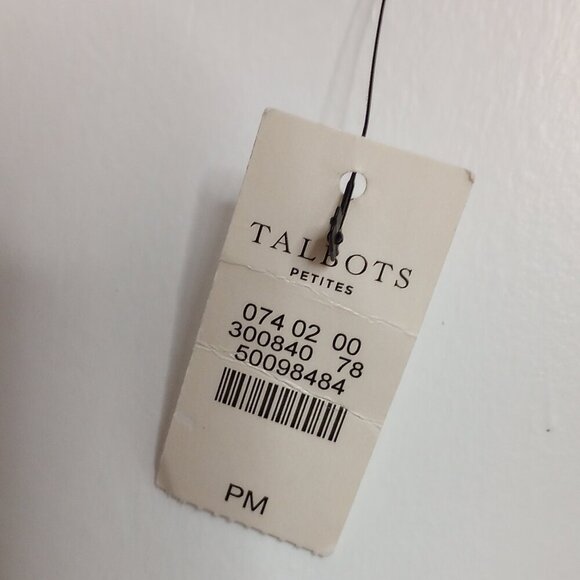 TALBOTS
PETITES
074 02 00
300840 78
50098484
PM